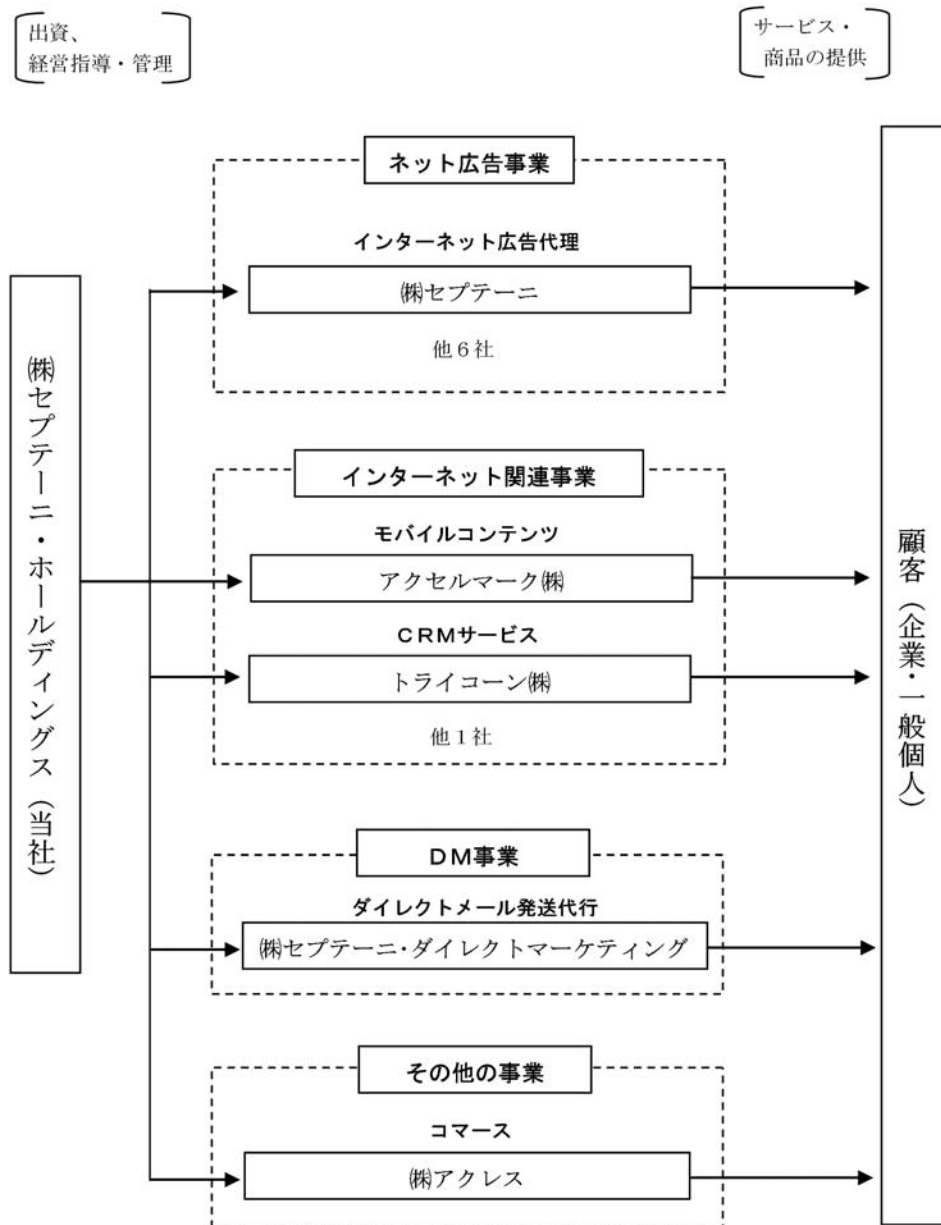 出資、
経営指導・管理
サービス・
商品の提供
ネット広告事業
インターネット広告代理
㈱セプテーニ
他6社
㈱セプテーニ・ホールディングス（当社）
インターネット関連事業
モバイルコンテンツ
アクセルマーク㈱
CRMサービス
トライコーン㈱
他1社
顧客（企業・一般個人）
DM事業
ダイレクトメール発送代行
㈱セプテーニ・ダイレクトマーケティング
その他の事業
コマース
㈱アクレス